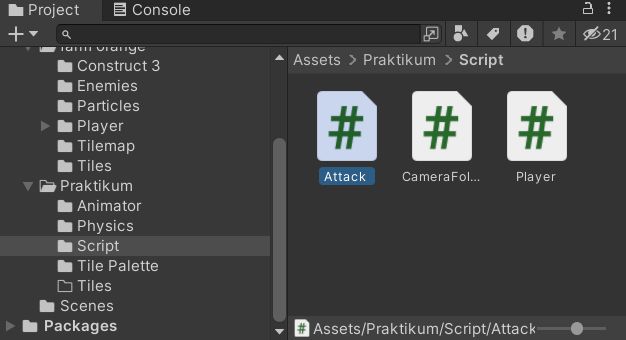 Project
Console
21
Construct 3
Enemies
Particles
Player
Tilemap
Tiles
Praktikum
Animator
Physics
Script
Tile Palette
Tiles
Scenes
Packages
Assets > Praktikum > Script
Attack
CameraFol...
Player
Assets/Praktikum/Script/Attack